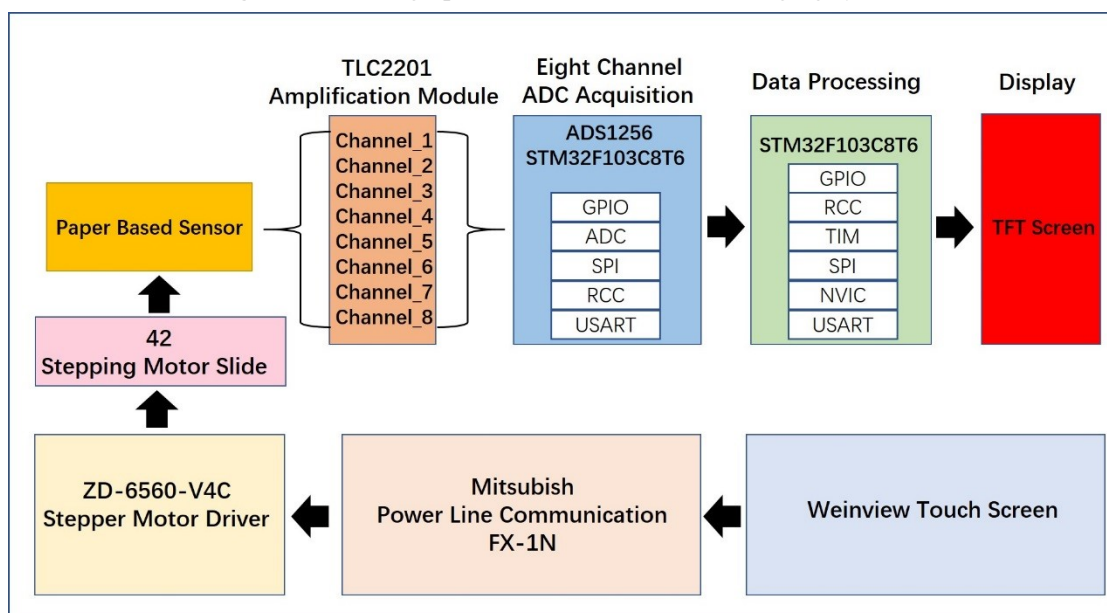 TLC2201
Amplification Module
Eight Channel
ADC Acquisition
Data Processing
Display
Paper Based Sensor
Channel_1
Channel_2
Channel_3
Channel_4
Channel_5
Channel_6
Channel_7
Channel_8
ADS1256
STM32F103C8T6
GPIO
ADC
SPI
RCC
USART
STM32F103C8T6
GPIO
RCC
TIM
SPI
NVIC
USART
TFT Screen
42
Stepping Motor Slide
ZD-6560-V4C
Stepper Motor Driver
Mitsubish
Power Line Communication
FX-1N
Weinview Touch Screen